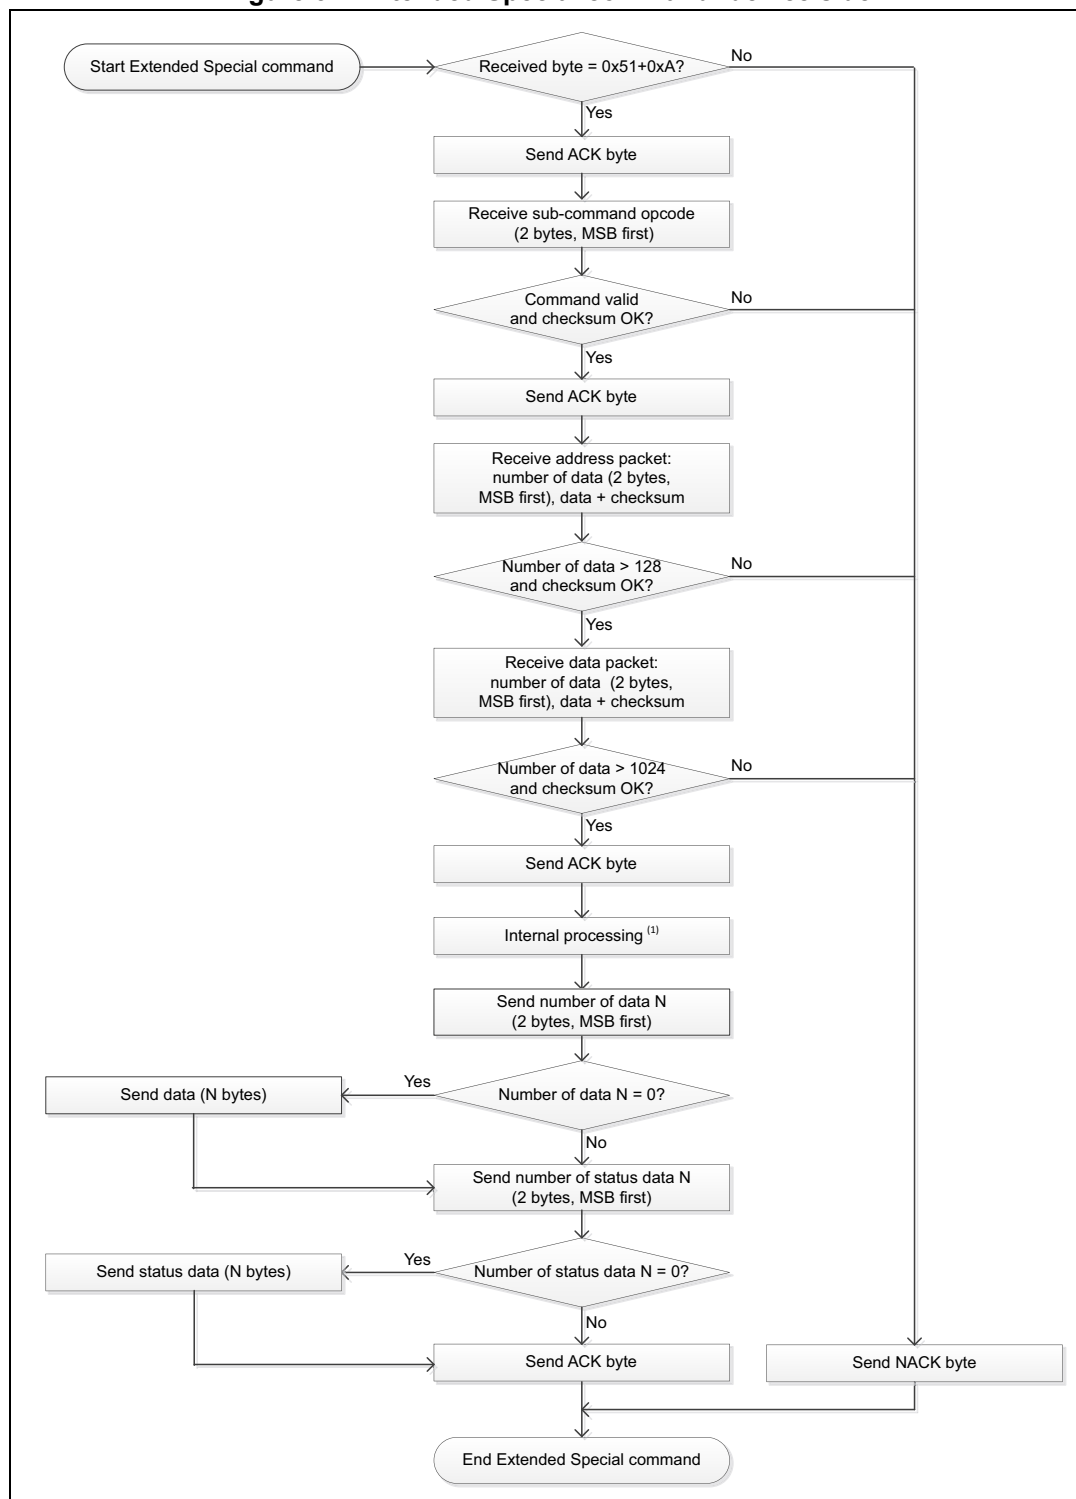 Start Extended Special command
Received byte = 0x51+0xA?
No
Yes
Send ACK byte
Receive sub-command opcode
(2 bytes, MSB first)
Command valid
and checksum OK?
No
Yes
Send ACK byte
Receive address packet:
number of data (2 bytes,
MSB first), data + checksum
Number of data > 128
and checksum OK?
No
Yes
Receive data packet:
number of data (2 bytes,
MSB first), data + checksum
Number of data > 1024
and checksum OK?
No
Yes
Send ACK byte
Internal processing (1)
Send number of data N
(2 bytes, MSB first)
Number of data N = 0?
Yes
Send data (N bytes)
No
Send number of status data N
(2 bytes, MSB first)
Number of status data N = 0?
Yes
Send status data (N bytes)
No
Send ACK byte
Send NACK byte
End Extended Special command